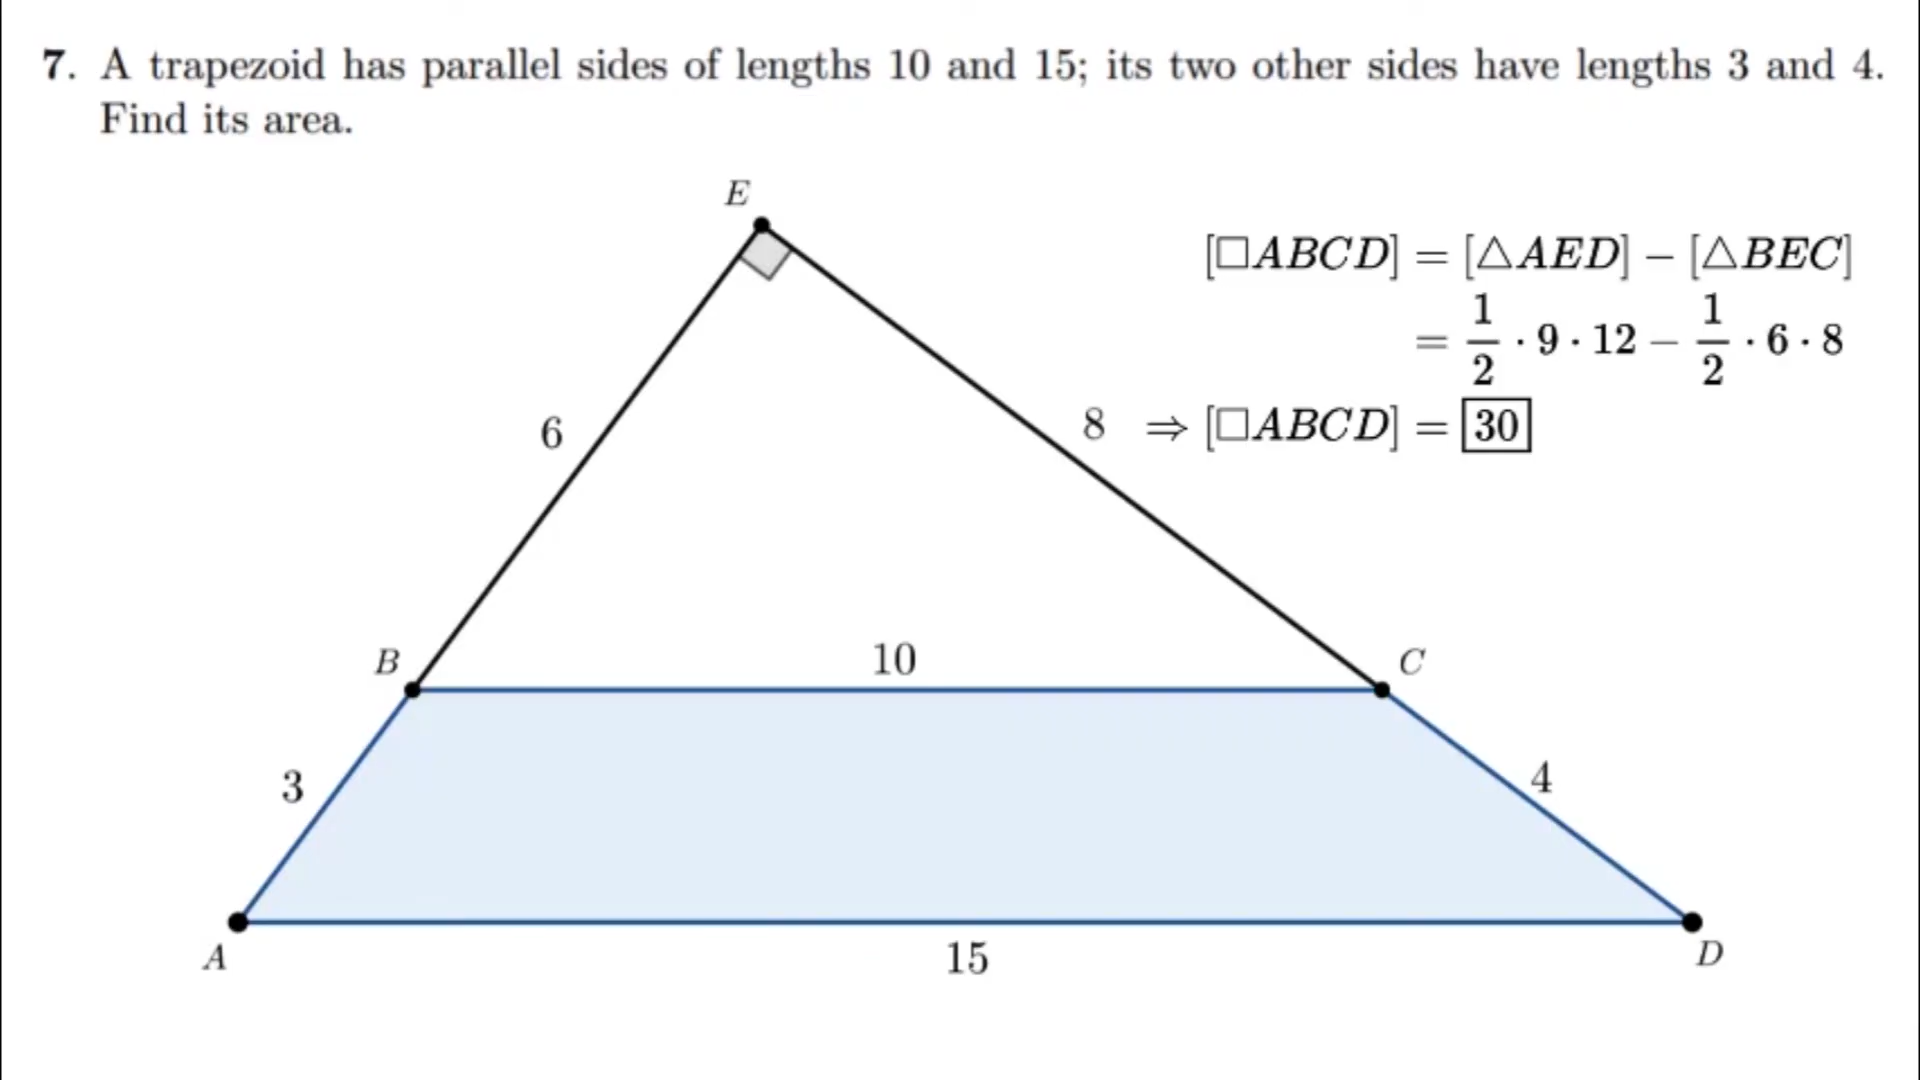 7. A trapezoid has parallel sides of lengths 10 and 15; its two other sides have lengths 3 and 4.
Find its area.
E
[□ABCD] = [△AED] − [△BEC]
= 1/2 · 9 · 12 − 1/2 · 6 · 8
⇒ [□ABCD] = 30
6
8
B
10
C
3
4
A
15
D